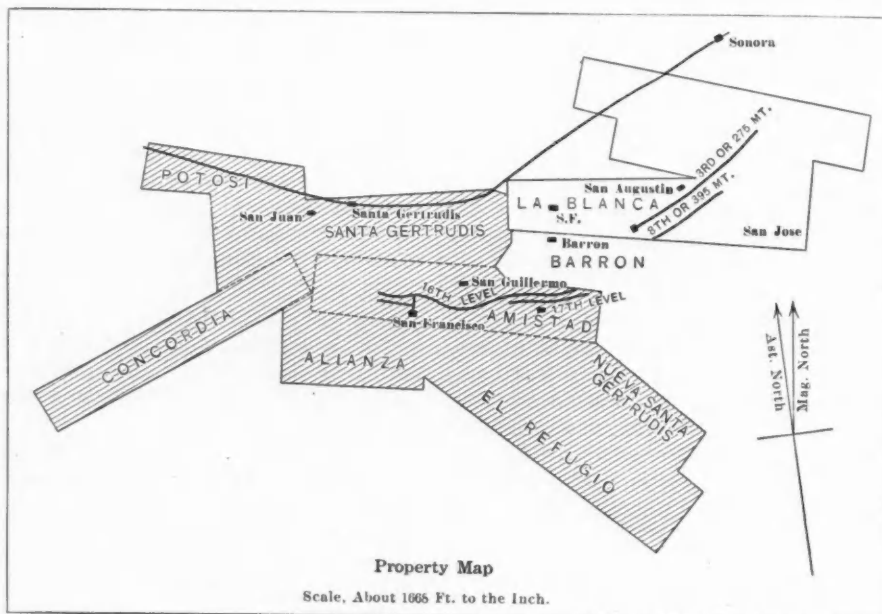 Sonora
3RD OR 275 MT.
POTOSI
San Augustin
LA BLANCA
8TH OR 395 MT.
San Juan
Santa Gertrudis
S.F.
SANTA GERTRUDIS
San Jose
Barron
BARRON
San Guillermo
16TH LEVEL
17TH LEVEL
San Francisco
AMISTAD
CONCORDIA
ALIANZA
NUEVA SANTA
GERTRUDIS
EL REFUGIO
Ast. North
Mag. North
Property Map
Scale, About 1668 Ft. to the Inch.